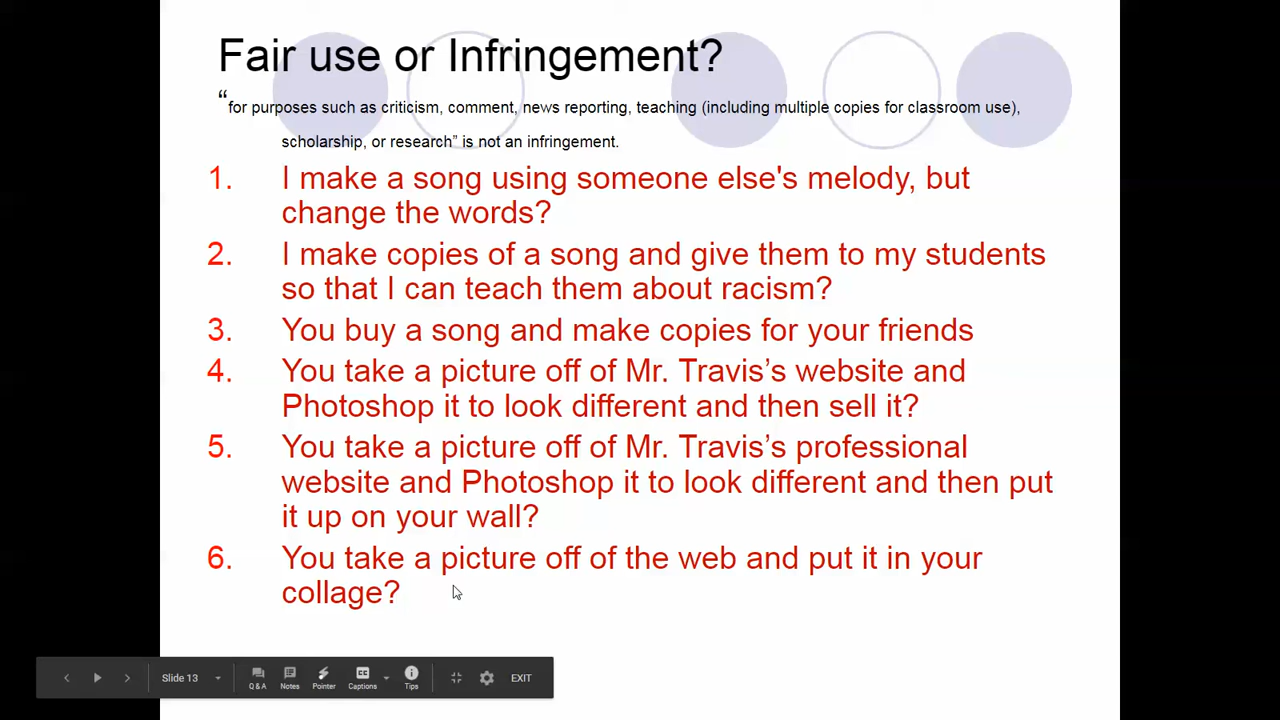 Fair use or Infringement?
“for purposes such as criticism, comment, news reporting, teaching (including multiple copies for classroom use),
scholarship, or research” is not an infringement.
1. I make a song using someone else's melody, but
change the words?
2. I make copies of a song and give them to my students
so that I can teach them about racism?
3. You buy a song and make copies for your friends
4. You take a picture off of Mr. Travis’s website and
Photoshop it to look different and then sell it?
5. You take a picture off of Mr. Travis’s professional
website and Photoshop it to look different and then put
it up on your wall?
6. You take a picture off of the web and put it in your
collage?
Slide 13
Q & A Notes Pointer Captions Tips
CC
EXIT